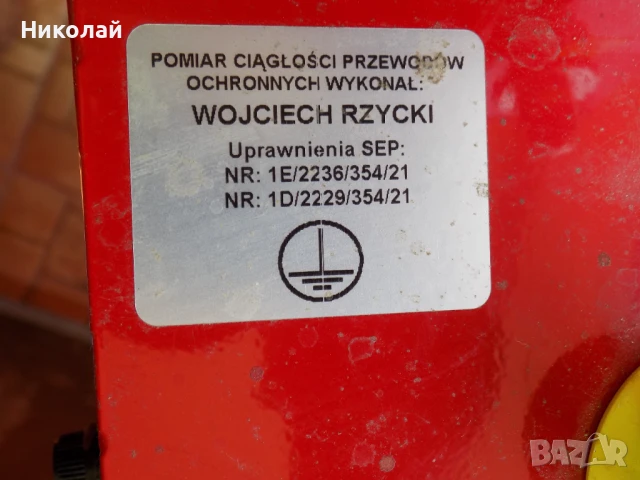 Николай
POMIAR CIĄGŁOŚCI PRZEWODÓW
OCHRONNYCH WYKONAŁ:
WOJCIECH RZYCKI
Uprawnienia SEP:
NR: 1E/2236/354/21
NR: 1D/2229/354/21
BAZAR